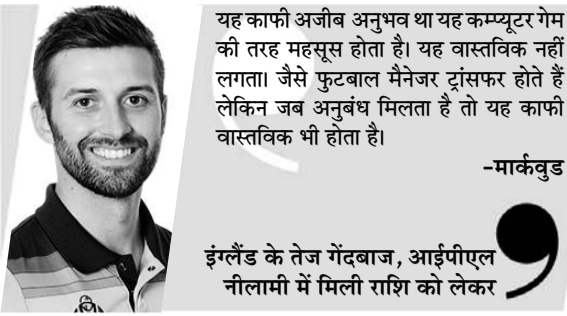 यह काफी अजीब अनुभव था यह कम्प्यूटर गेम
की तरह महसूस होता है। यह वास्तविक नहीं
लगता। जैसे फुटबाल मैनेजर ट्रांसफर होते हैं
लेकिन जब अनुबंध मिलता है तो यह काफी
वास्तविक भी होता है।
-मार्कवुड
इंग्लैंड के तेज गेंदबाज, आईपीएल
नीलामी में मिली राशि को लेकर